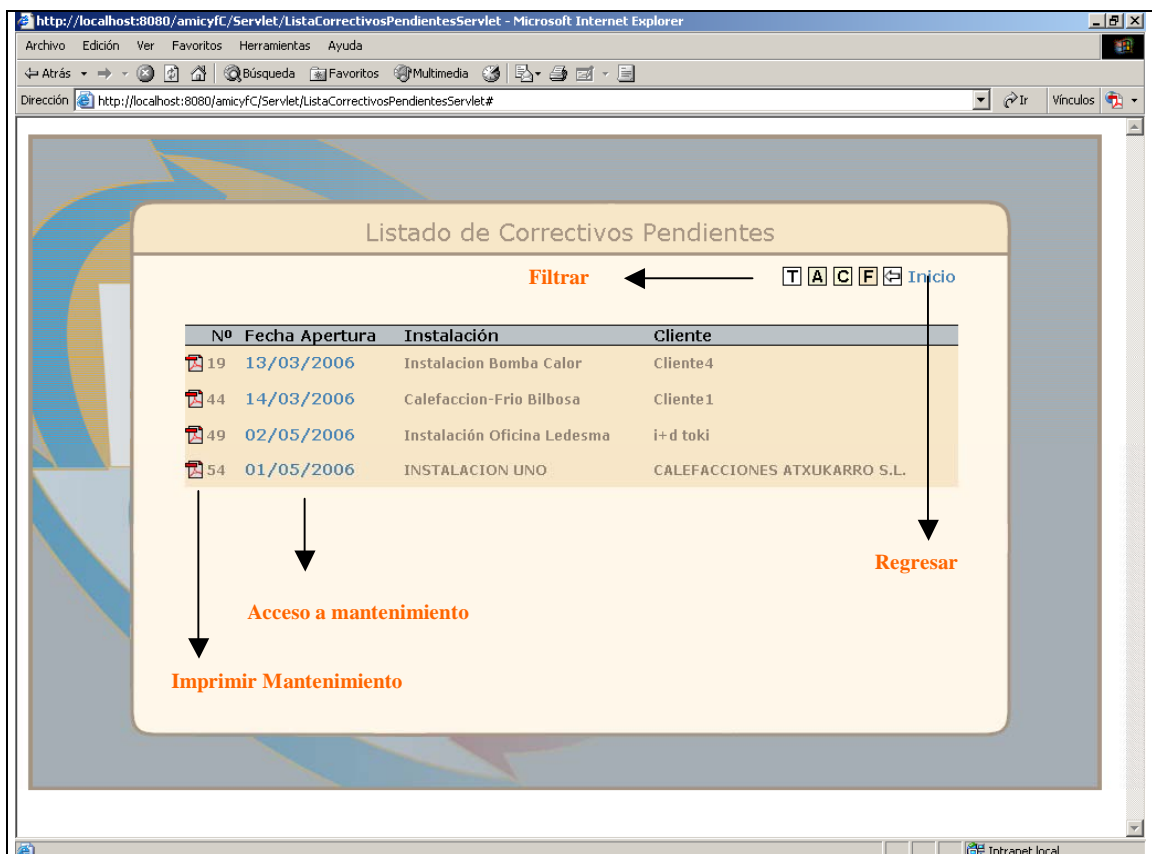 http://localhost:8080/amicyfC/Servlet/ListaCorrectivosPendientesServlet - Microsoft Internet Explorer
Archivo Edición Ver Favoritos Herramientas Ayuda
Atrás Búsqueda Favoritos Multimedia
Dirección http://localhost:8080/amicyfC/Servlet/ListaCorrectivosPendientesServlet# Ir Vínculos
Listado de Correctivos Pendientes
Filtrar T A C F Inicio
Nº Fecha Apertura Instalación Cliente
19 13/03/2006 Instalacion Bomba Calor Cliente4
44 14/03/2006 Calefaccion-Frio Bilbosa Cliente1
49 02/05/2006 Instalación Oficina Ledesma i+d toki
54 01/05/2006 INSTALACION UNO CALEFACCIONES ATXUKARRO S.L.
Regresar
Acceso a mantenimiento
Imprimir Mantenimiento
Intranet local